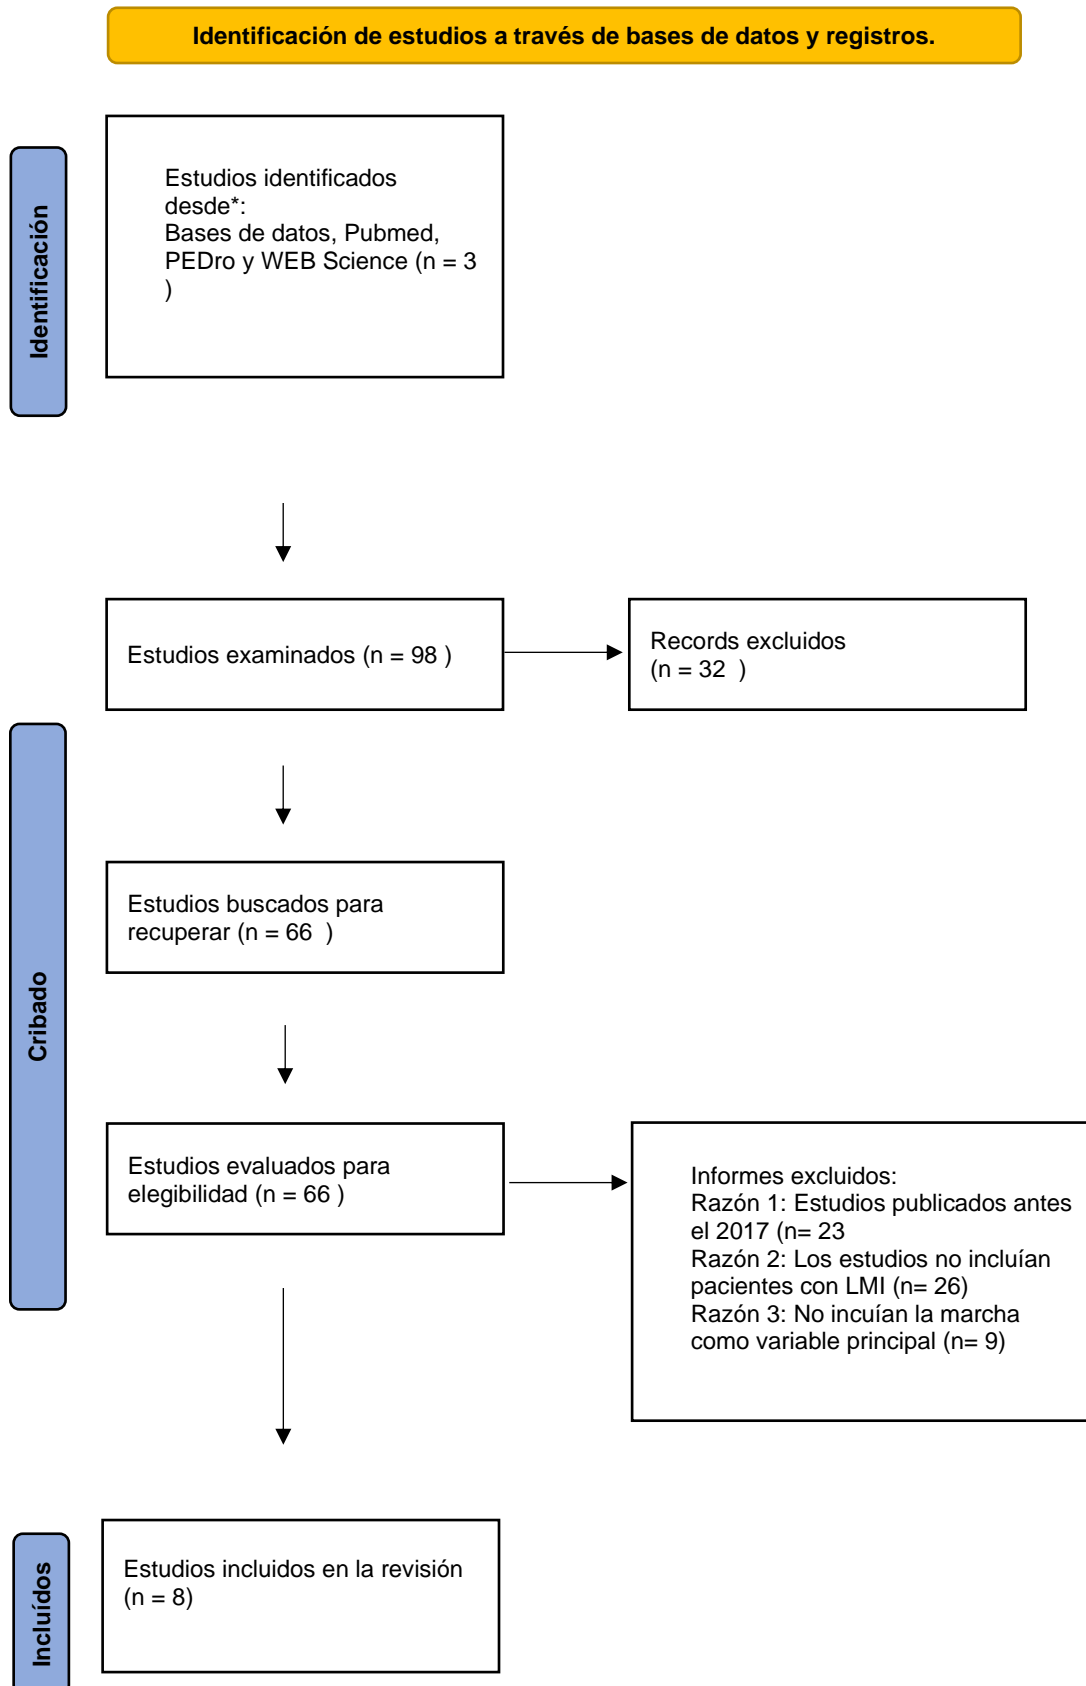 Identificación de estudios a través de bases de datos y registros.
Identificación
Estudios identificados
desde*:
Bases de datos, Pubmed,
PEDro y WEB Science (n = 3
)
Estudios examinados (n = 98 )
Records excluidos
(n = 32  )
Cribado
Estudios buscados para
recuperar (n = 66  )
Estudios evaluados para
elegibilidad (n = 66 )
Informes excluidos:
Razón 1: Estudios publicados antes
el 2017 (n= 23
Razón 2: Los estudios no incluían
pacientes con LMI (n= 26)
Razón 3: No incuían la marcha
como variable principal (n= 9)
Incluídos
Estudios incluidos en la revisión
(n = 8)